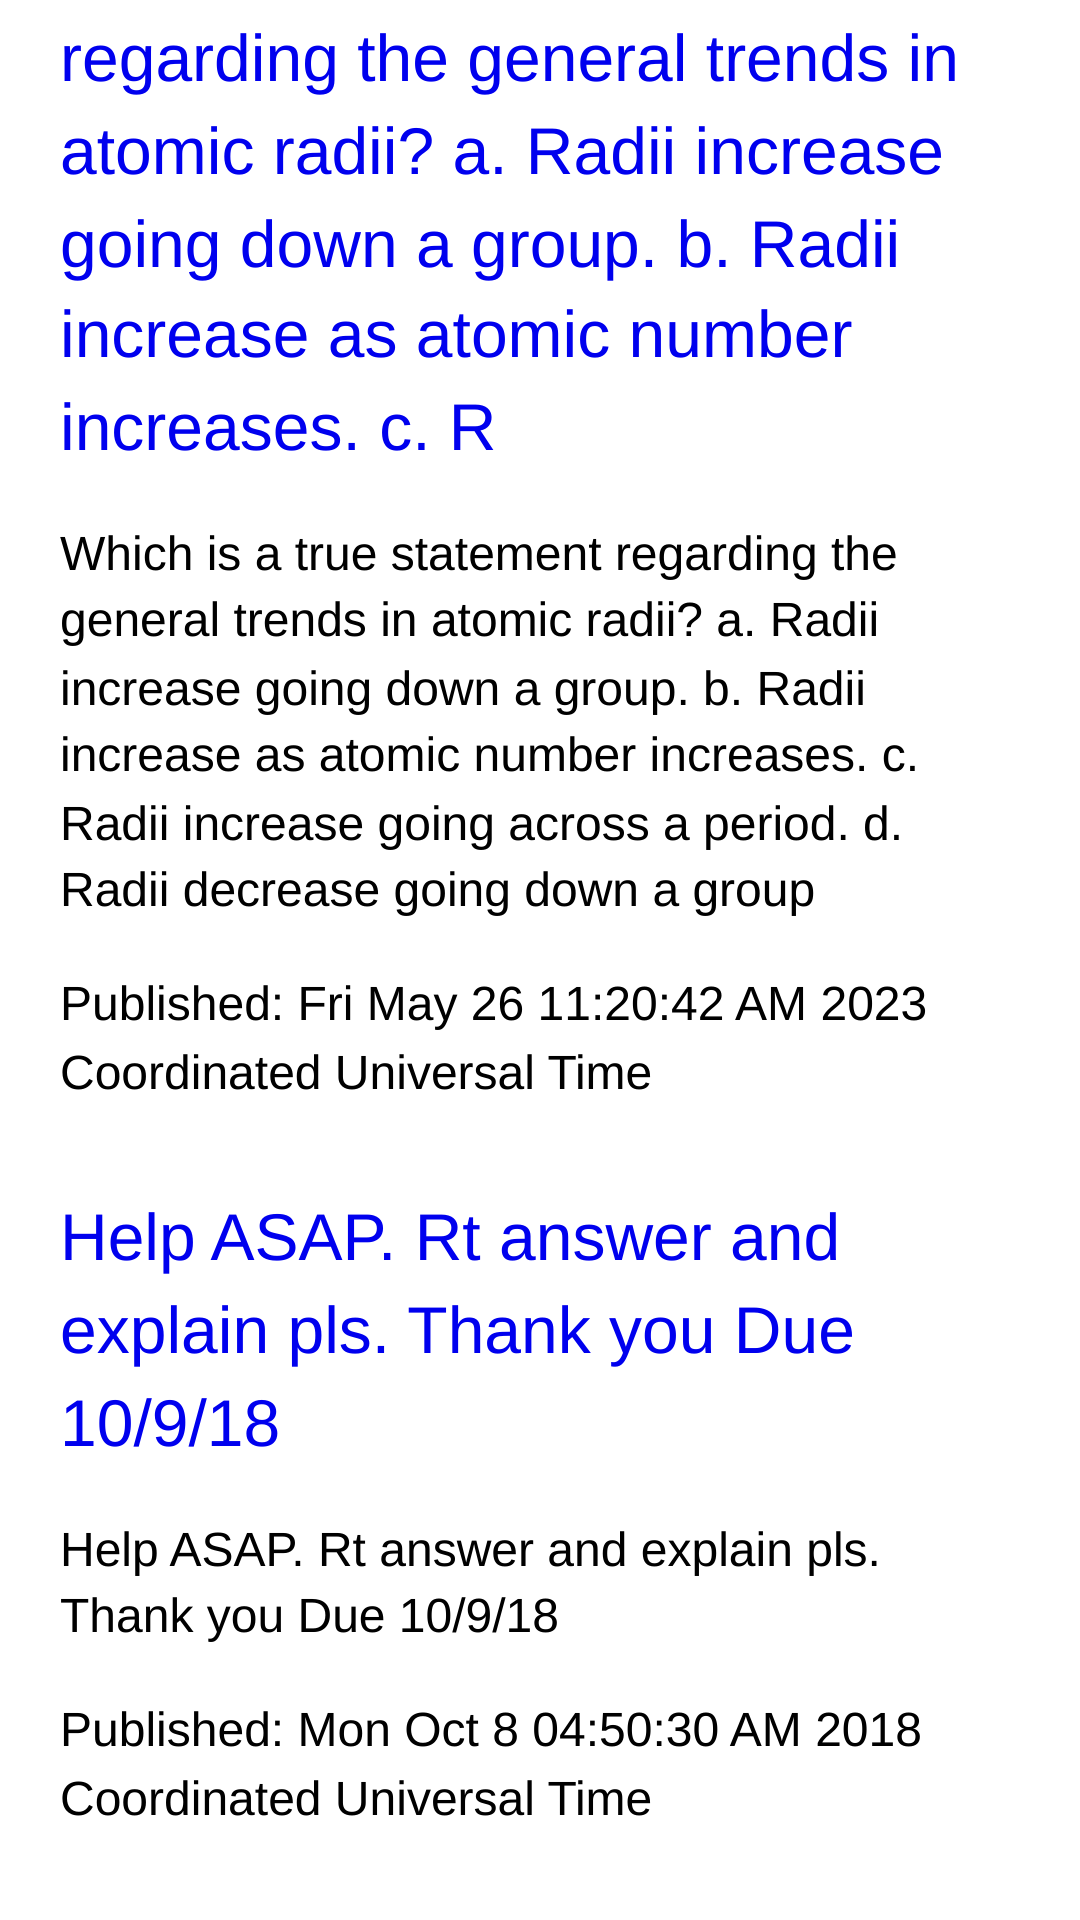 regarding the general trends in
atomic radii? a. Radii increase
going down a group. b. Radii
increase as atomic number
increases. c. R
Which is a true statement regarding the
general trends in atomic radii? a. Radii
increase going down a group. b. Radii
increase as atomic number increases. c.
Radii increase going across a period. d.
Radii decrease going down a group
Published: Fri May 26 11:20:42 AM 2023
Coordinated Universal Time
Help ASAP. Rt answer and
explain pls. Thank you Due
10/9/18
Help ASAP. Rt answer and explain pls.
Thank you Due 10/9/18
Published: Mon Oct 8 04:50:30 AM 2018
Coordinated Universal Time